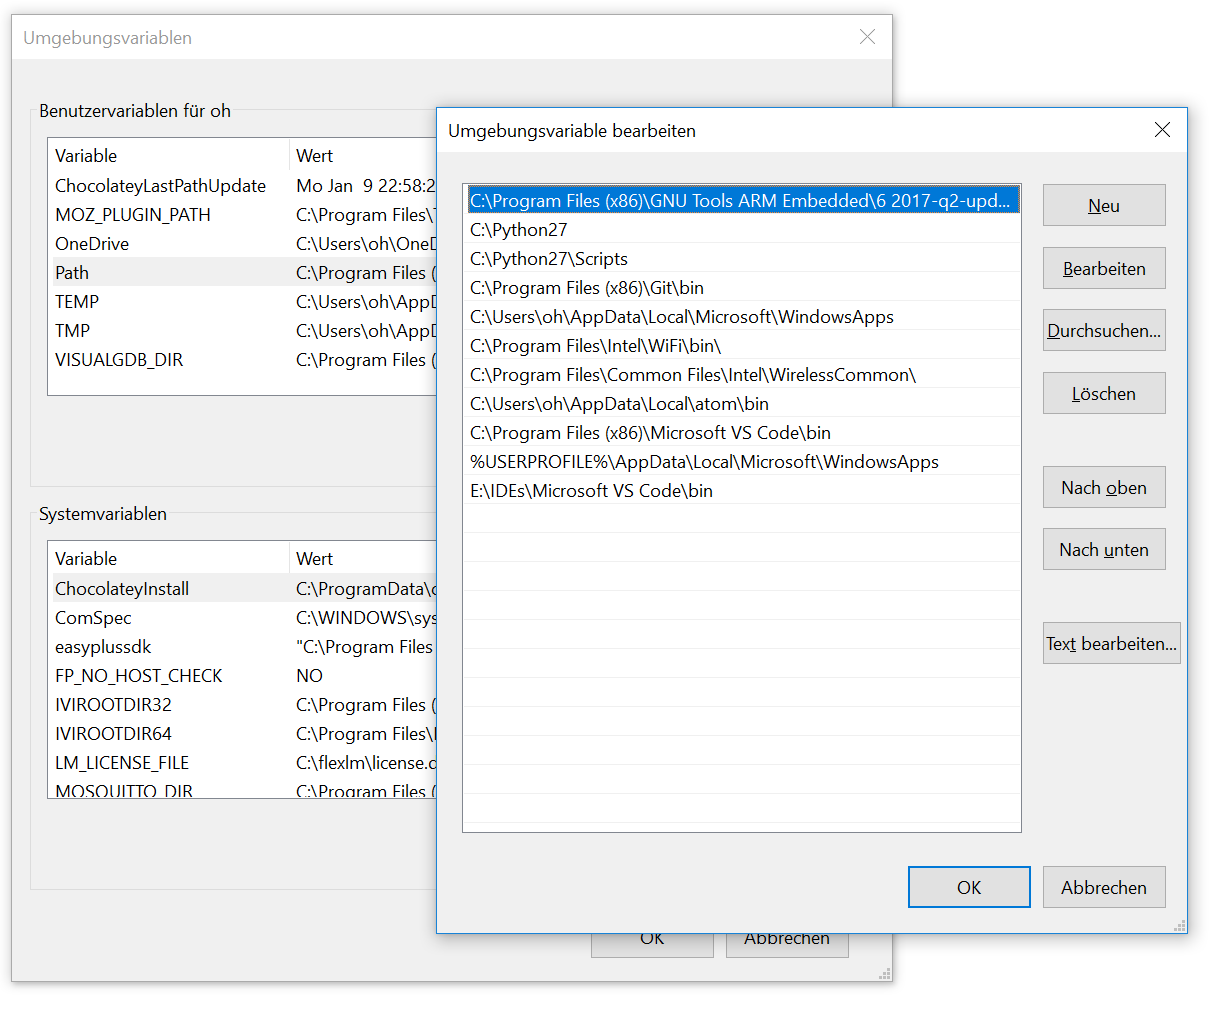 Umgebungsvariablen
Benutzervariablen für oh
Variable Wert
ChocolateyLastPathUpdate Mo Jan 9 22:58:2
MOZ_PLUGIN_PATH C:\Program Files\
OneDrive C:\Users\oh\OneD
Path C:\Program Files (
TEMP C:\Users\oh\AppD
TMP C:\Users\oh\AppD
VISUALGDB_DIR C:\Program Files (
Systemvariablen
Variable Wert
ChocolateyInstall C:\ProgramData\c
ComSpec C:\WINDOWS\sys
easyplussdk "C:\Program Files
FP_NO_HOST_CHECK NO
IVIROOTDIR32 C:\Program Files (
IVIROOTDIR64 C:\Program Files\
LM_LICENSE_FILE C:\flexlm\license.d
MOSQUITTO_DIR C:\Program Files (
OK Abbrechen
Umgebungsvariable bearbeiten
C:\Program Files (x86)\GNU Tools ARM Embedded\6 2017-q2-upd...
C:\Python27
C:\Python27\Scripts
C:\Program Files (x86)\Git\bin
C:\Users\oh\AppData\Local\Microsoft\WindowsApps
C:\Program Files\Intel\WiFi\bin\
C:\Program Files\Common Files\Intel\WirelessCommon\
C:\Users\oh\AppData\Local\atom\bin
C:\Program Files (x86)\Microsoft VS Code\bin
%USERPROFILE%\AppData\Local\Microsoft\WindowsApps
E:\IDEs\Microsoft VS Code\bin
Neu
Bearbeiten
Durchsuchen...
Löschen
Nach oben
Nach unten
Text bearbeiten...
OK Abbrechen